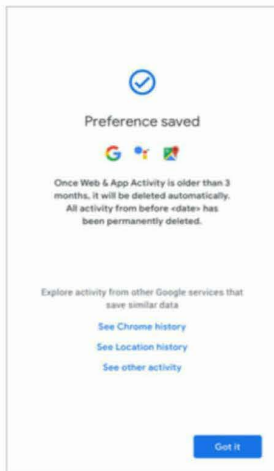 Preference saved
Once Web & App Activity is older than 3
months, it will be deleted automatically.
All activity from before <date> has
been permanently deleted.
Explore activity from other Google services that
save similar data
See Chrome history
See Location history
See other activity
Got it